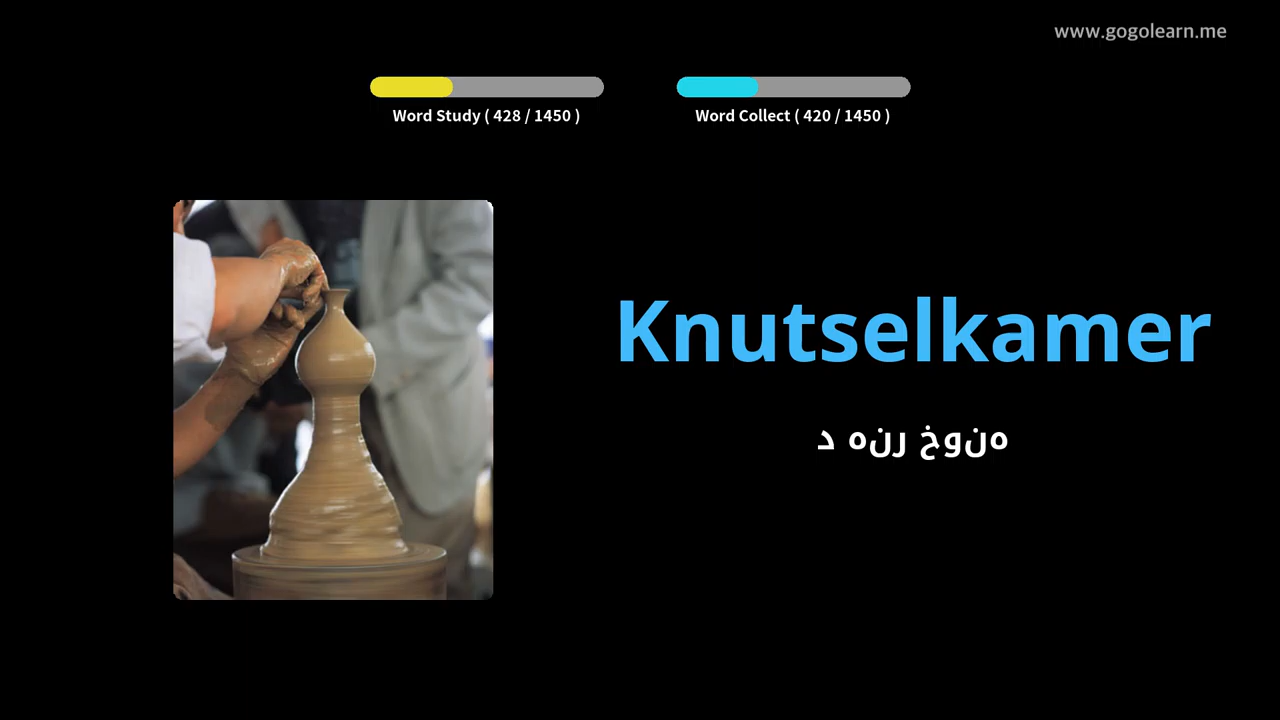 www.gogolearn.me
Word Study ( 428 / 1450 )
Word Collect ( 420 / 1450 )
Knutselkamer
د هنر خونه